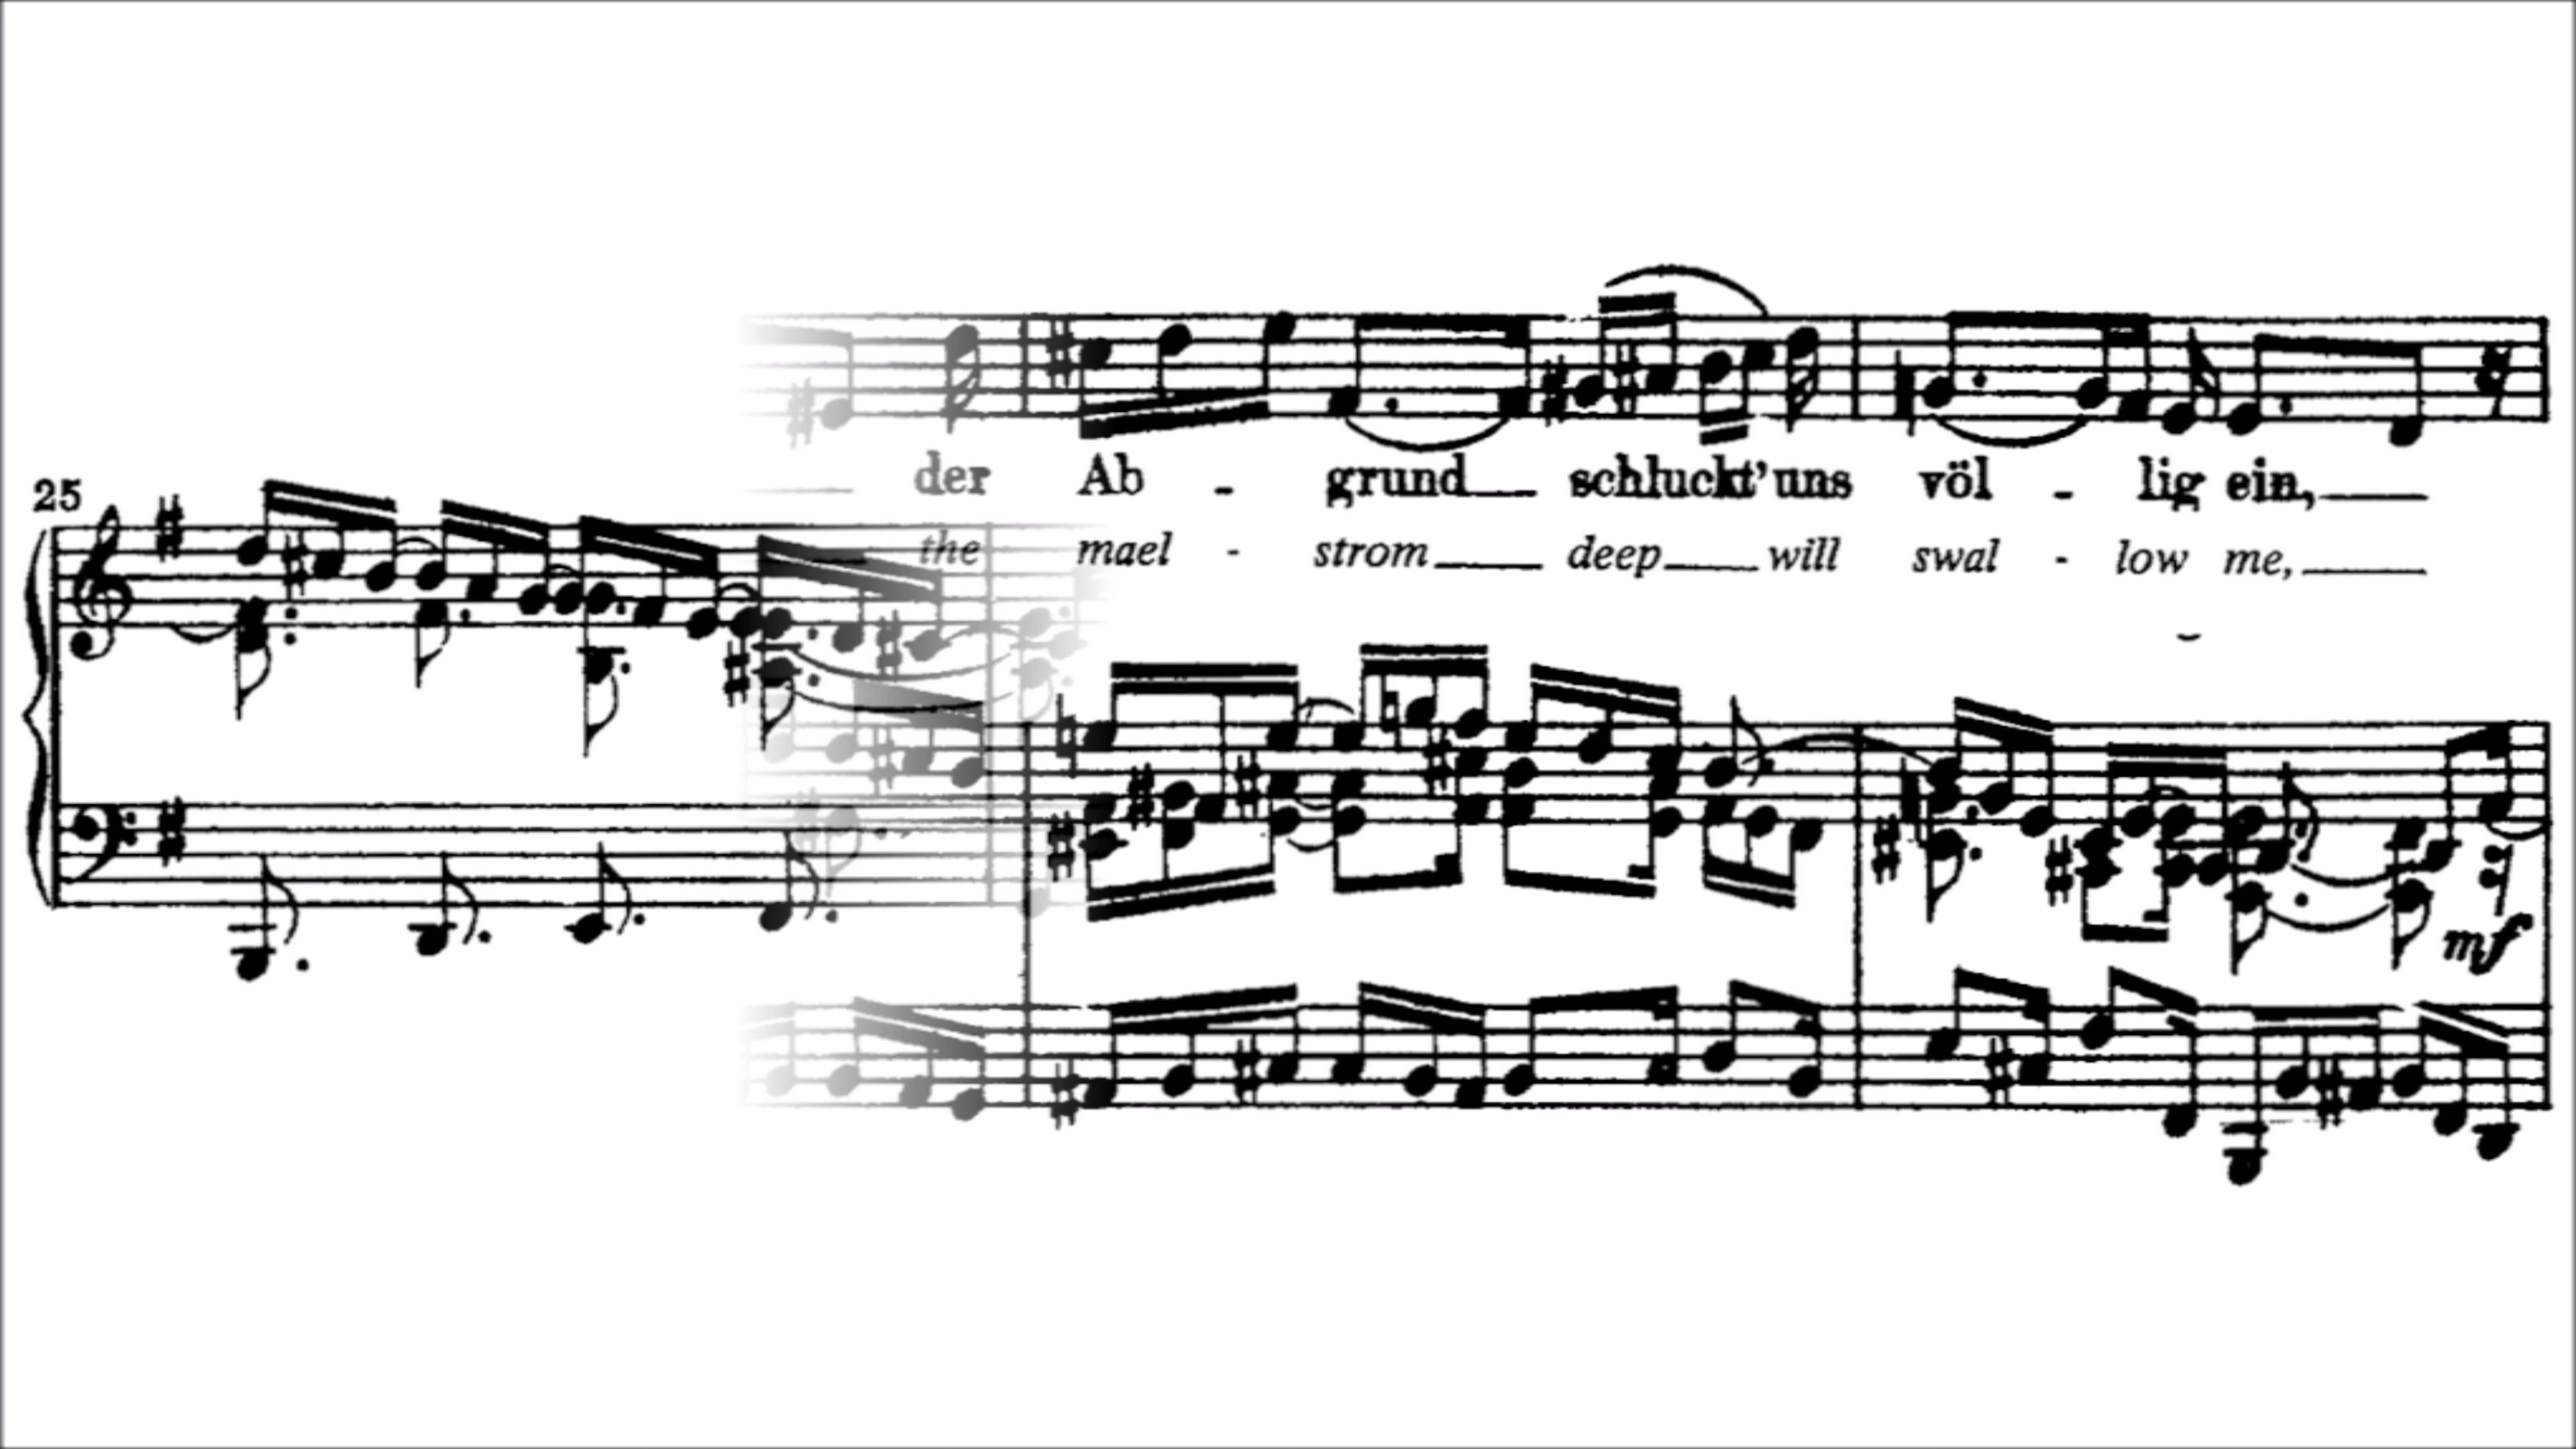 der Ab - grund schluckt' uns völ - lig ein,
25
the mael - strom deep will swal - low me,
mf